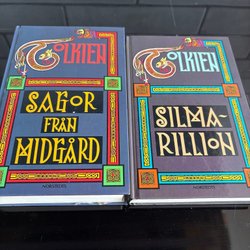 TOLKIEN
SAGOR
FRÅN
MIDGÅRD
NORSTEDTS
TOLKIEN
SILMA-
RILLION
NORSTEDTS